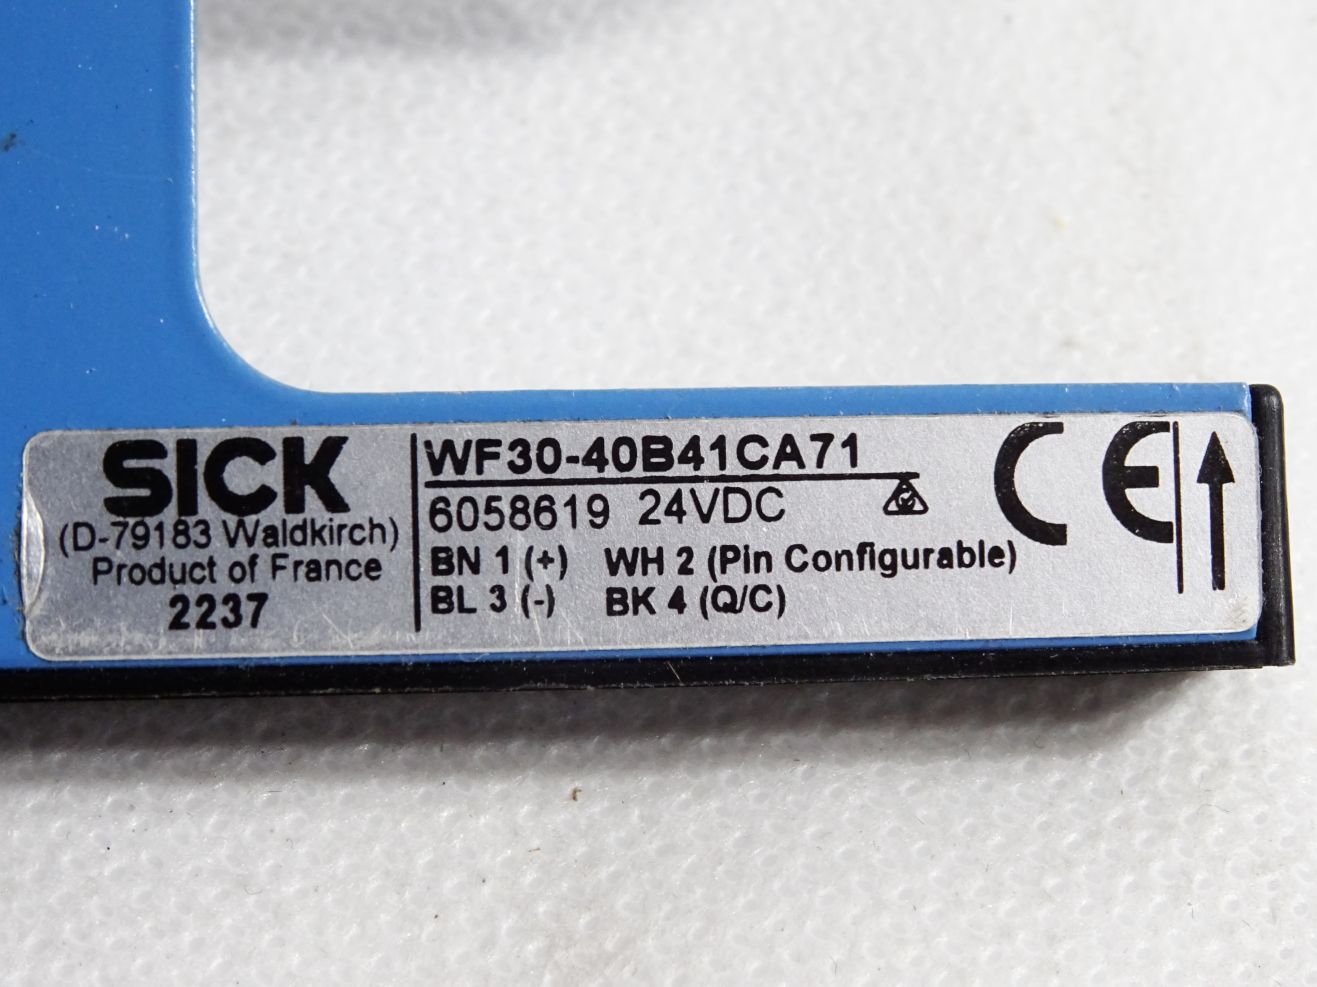 SICK
(D-79183 Waldkirch)
Product of France
2237
WF30-40B41CA71
6058619 24VDC
BN 1 (+) WH 2 (Pin Configurable)
BL 3 (-) BK 4 (Q/C)
CE